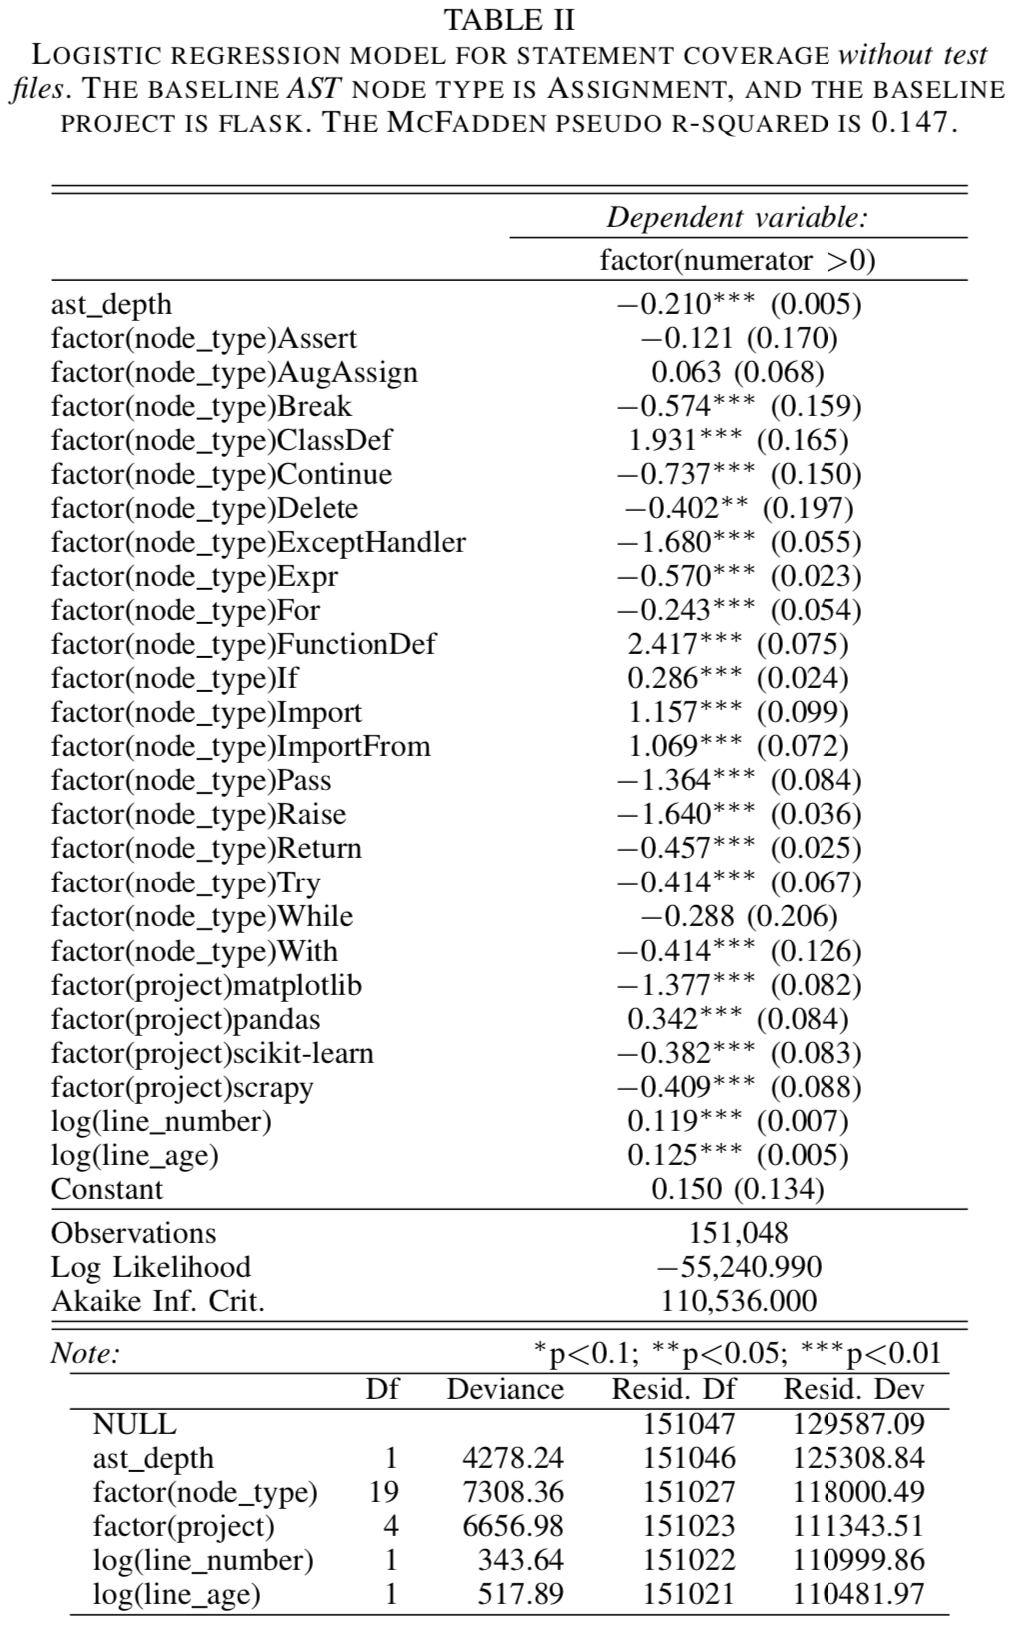 TABLE II
LOGISTIC REGRESSION MODEL FOR STATEMENT COVERAGE without test
files. THE BASELINE AST NODE TYPE IS ASSIGNMENT, AND THE BASELINE
PROJECT IS FLASK. THE MCFADDEN PSEUDO R-SQUARED IS 0.147.
Dependent variable:
factor(numerator >0)
ast_depth −0.210*** (0.005)
factor(node_type)Assert −0.121 (0.170)
factor(node_type)AugAssign 0.063 (0.068)
factor(node_type)Break −0.574*** (0.159)
factor(node_type)ClassDef 1.931*** (0.165)
factor(node_type)Continue −0.737*** (0.150)
factor(node_type)Delete −0.402** (0.197)
factor(node_type)ExceptHandler −1.680*** (0.055)
factor(node_type)Expr −0.570*** (0.023)
factor(node_type)For −0.243*** (0.054)
factor(node_type)FunctionDef 2.417*** (0.075)
factor(node_type)If 0.286*** (0.024)
factor(node_type)Import 1.157*** (0.099)
factor(node_type)ImportFrom 1.069*** (0.072)
factor(node_type)Pass −1.364*** (0.084)
factor(node_type)Raise −1.640*** (0.036)
factor(node_type)Return −0.457*** (0.025)
factor(node_type)Try −0.414*** (0.067)
factor(node_type)While −0.288 (0.206)
factor(node_type)With −0.414*** (0.126)
factor(project)matplotlib −1.377*** (0.082)
factor(project)pandas 0.342*** (0.084)
factor(project)scikit-learn −0.382*** (0.083)
factor(project)scrapy −0.409*** (0.088)
log(line_number) 0.119*** (0.007)
log(line_age) 0.125*** (0.005)
Constant 0.150 (0.134)
Observations 151,048
Log Likelihood −55,240.990
Akaike Inf. Crit. 110,536.000
Note: *p<0.1; **p<0.05; ***p<0.01
Df Deviance Resid. Df Resid. Dev
NULL 151047 129587.09
ast_depth 1 4278.24 151046 125308.84
factor(node_type) 19 7308.36 151027 118000.49
factor(project) 4 6656.98 151023 111343.51
log(line_number) 1 343.64 151022 110999.86
log(line_age) 1 517.89 151021 110481.97